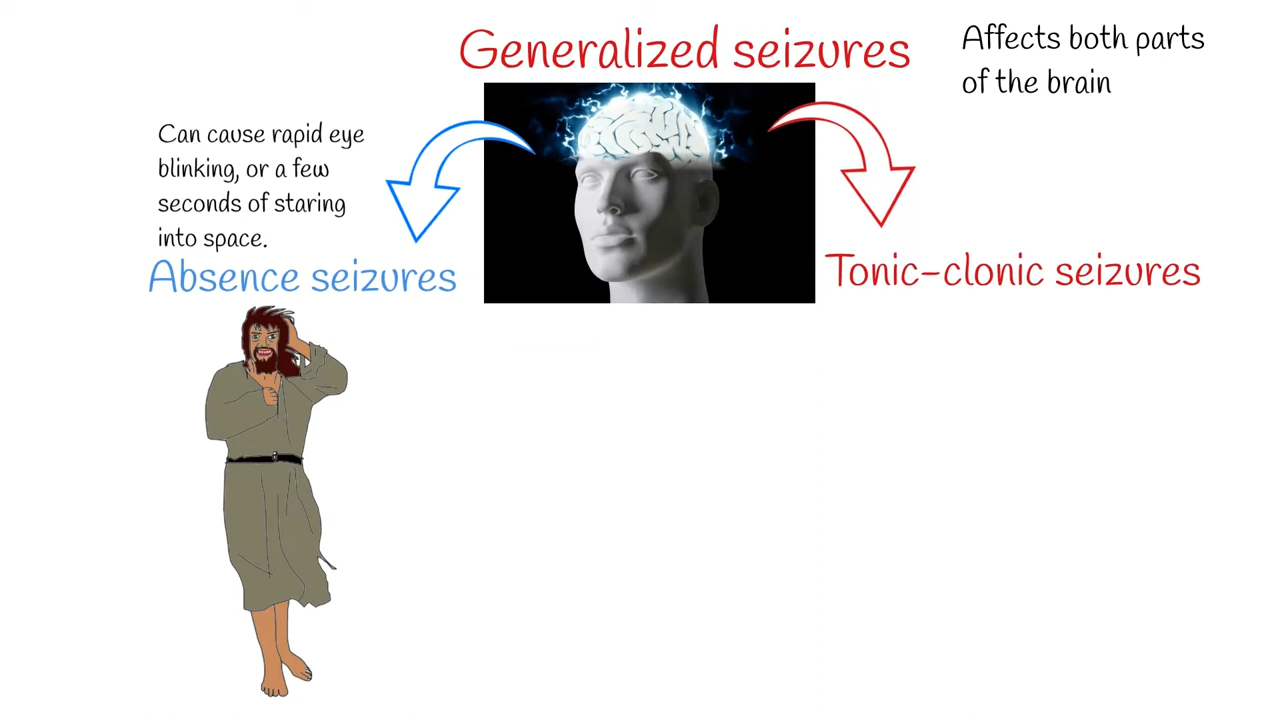 Generalized seizures
Affects both parts
of the brain
Can cause rapid eye
blinking, or a few
seconds of staring
into space.
Absence seizures
Tonic-clonic seizures